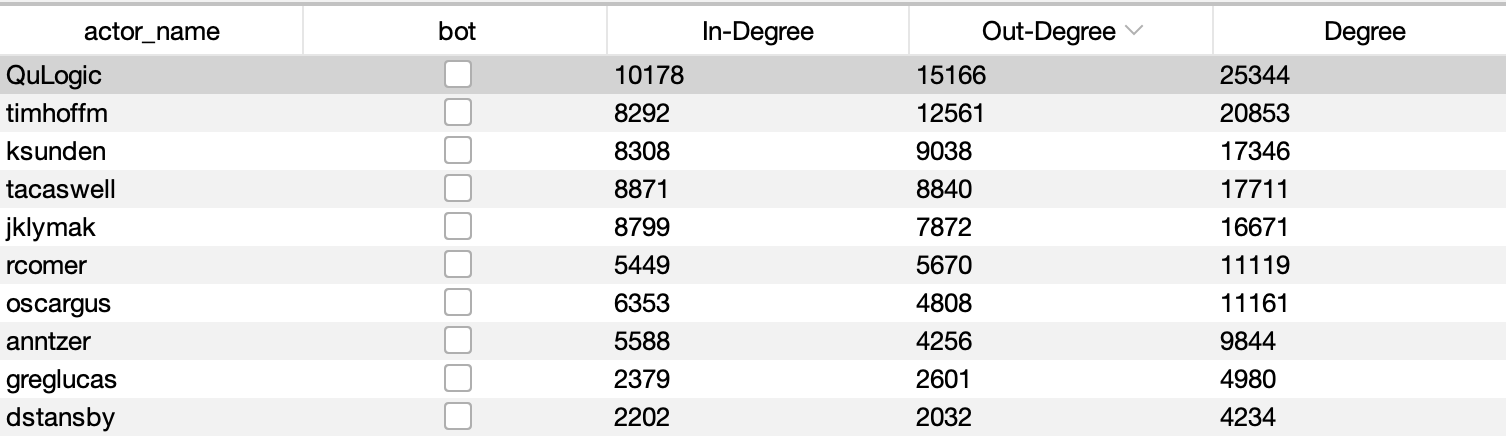 actor_name bot In-Degree Out-Degree Degree
QuLogic 10178 15166 25344
timhoffm 8292 12561 20853
ksunden 8308 9038 17346
tacaswell 8871 8840 17711
jklymak 8799 7872 16671
rcomer 5449 5670 11119
oscargus 6353 4808 11161
anntzer 5588 4256 9844
greglucas 2379 2601 4980
dstansby 2202 2032 4234